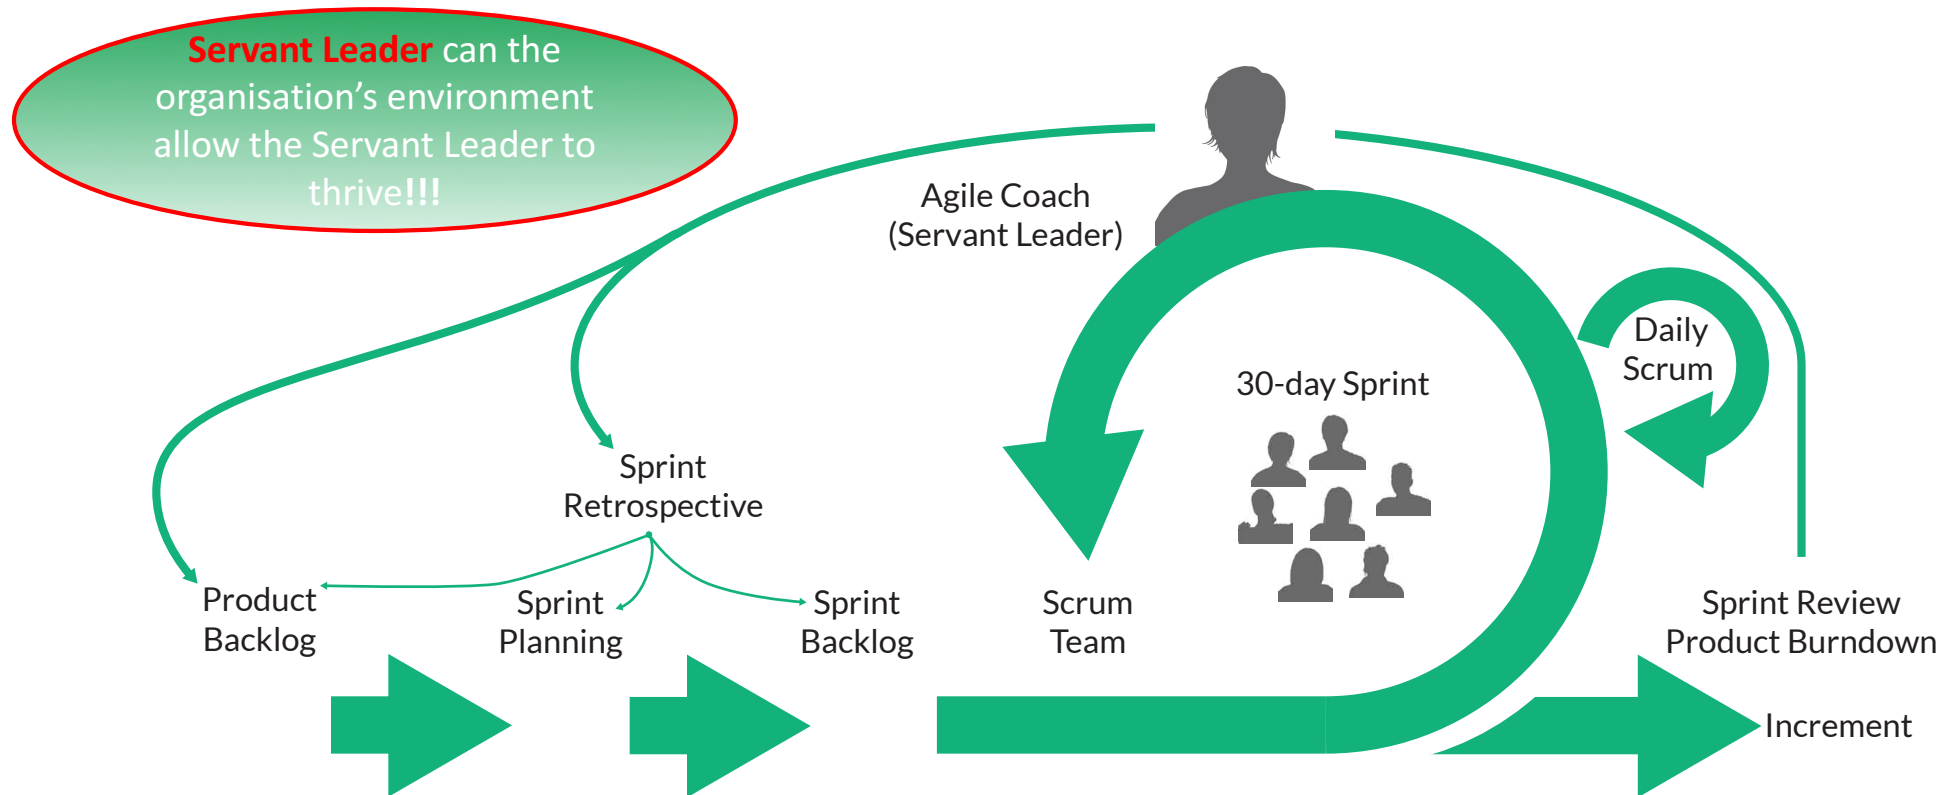 Servant Leader can the
organisation’s environment
allow the Servant Leader to
thrive!!!
Agile Coach
(Servant Leader)
Daily
Scrum
30-day Sprint
Sprint
Retrospective
Product
Backlog
Sprint
Planning
Sprint
Backlog
Scrum
Team
Sprint Review
Product Burndown
Increment